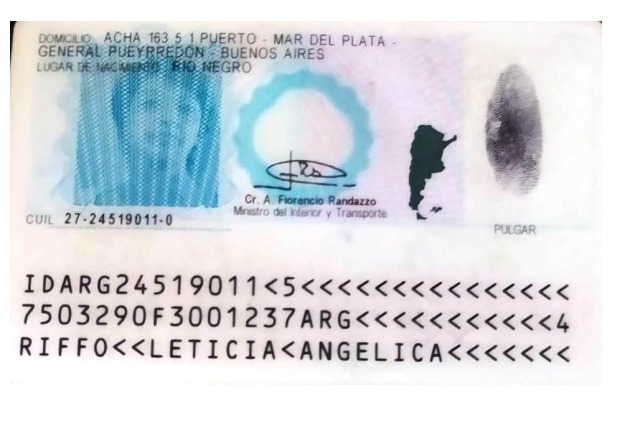 DOMICILIO: ACHA 163 5 1 PUERTO - MAR DEL PLATA -
GENERAL PUEYRREDÓN - BUENOS AIRES
LUGAR DE NACIMIENTO: RIO NEGRO
Cr. A. Florencio Randazzo
Ministro del Interior y Transporte
CUIL 27-24519011-0
PULGAR
IDARG24519011<5<<<<<<<<<<<<<<<
7503290F3001237ARG<<<<<<<<<<<4
RIFFO<<LETICIA<ANGELICA<<<<<<<